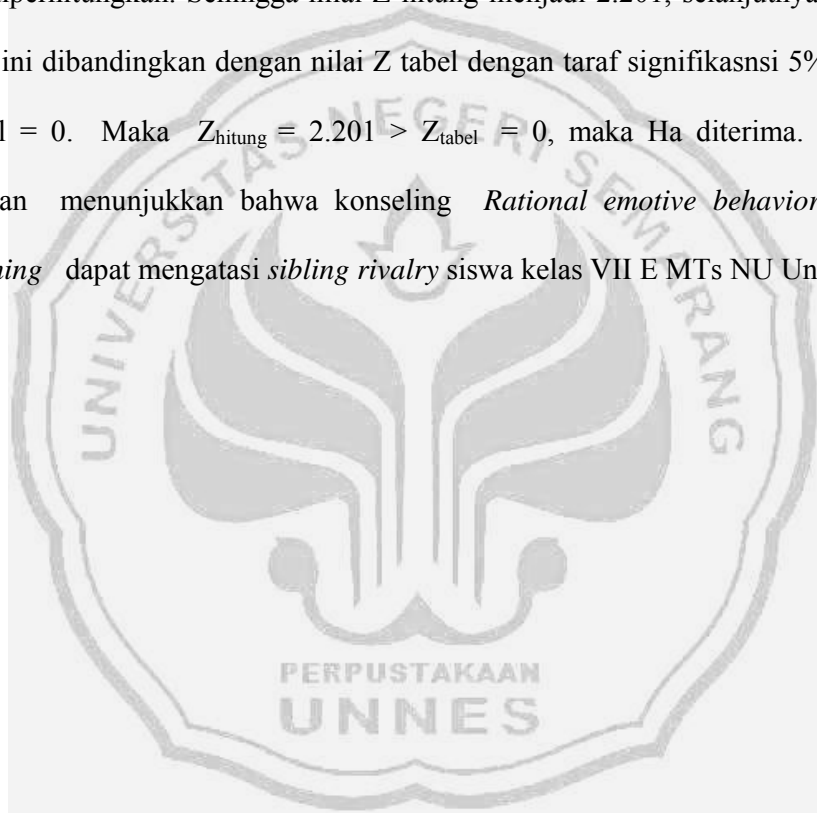 diperhitungkan. Sehingga nilai Z hitung menjadi 2.201, selanjutnya
ini dibandingkan dengan nilai Z tabel dengan taraf signifikasnsi 5%
l = 0. Maka Zhitung = 2.201 > Ztabel = 0, maka Ha diterima.
an menunjukkan bahwa konseling Rational emotive behavior
ning dapat mengatasi sibling rivalry siswa kelas VII E MTs NU Un
UNIVERSITAS NEGERI SEMARANG
PERPUSTAKAAN
UNNES